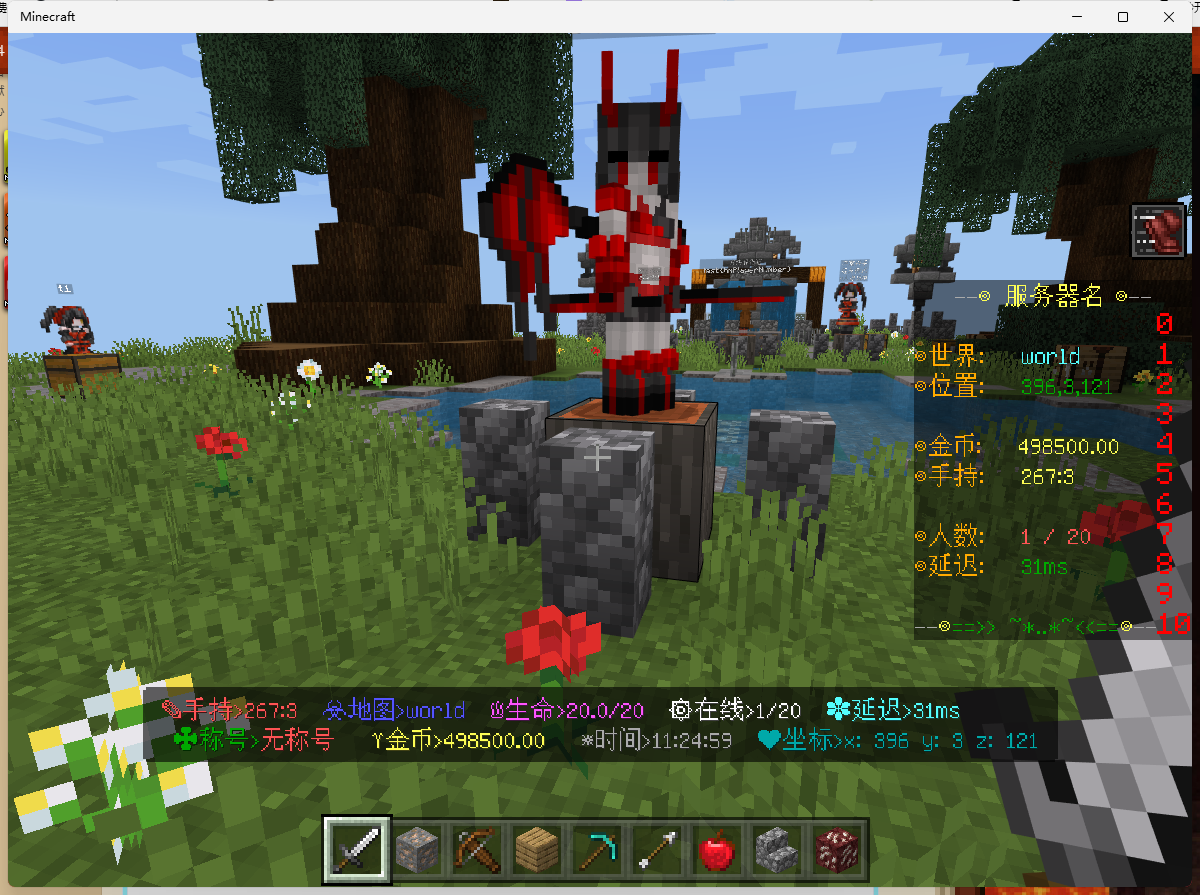 Minecraft
--◎ 服务器名 ◎--
0
◎世界: world 1
◎位置: 396,3,121 2
3
◎金币: 498500.00 4
◎手持: 267:3 5
6
◎人数: 1 / 20 7
◎延迟: 31ms 8
9
--◎==>> ~*..*~<<==◎-- 10
手持>267:3 地图>world 生命>20.0/20 在线>1/20 延迟>31ms
称号>无称号 金币>498500.00 时间>11:24:59 坐标>x: 396 y: 3 z: 121